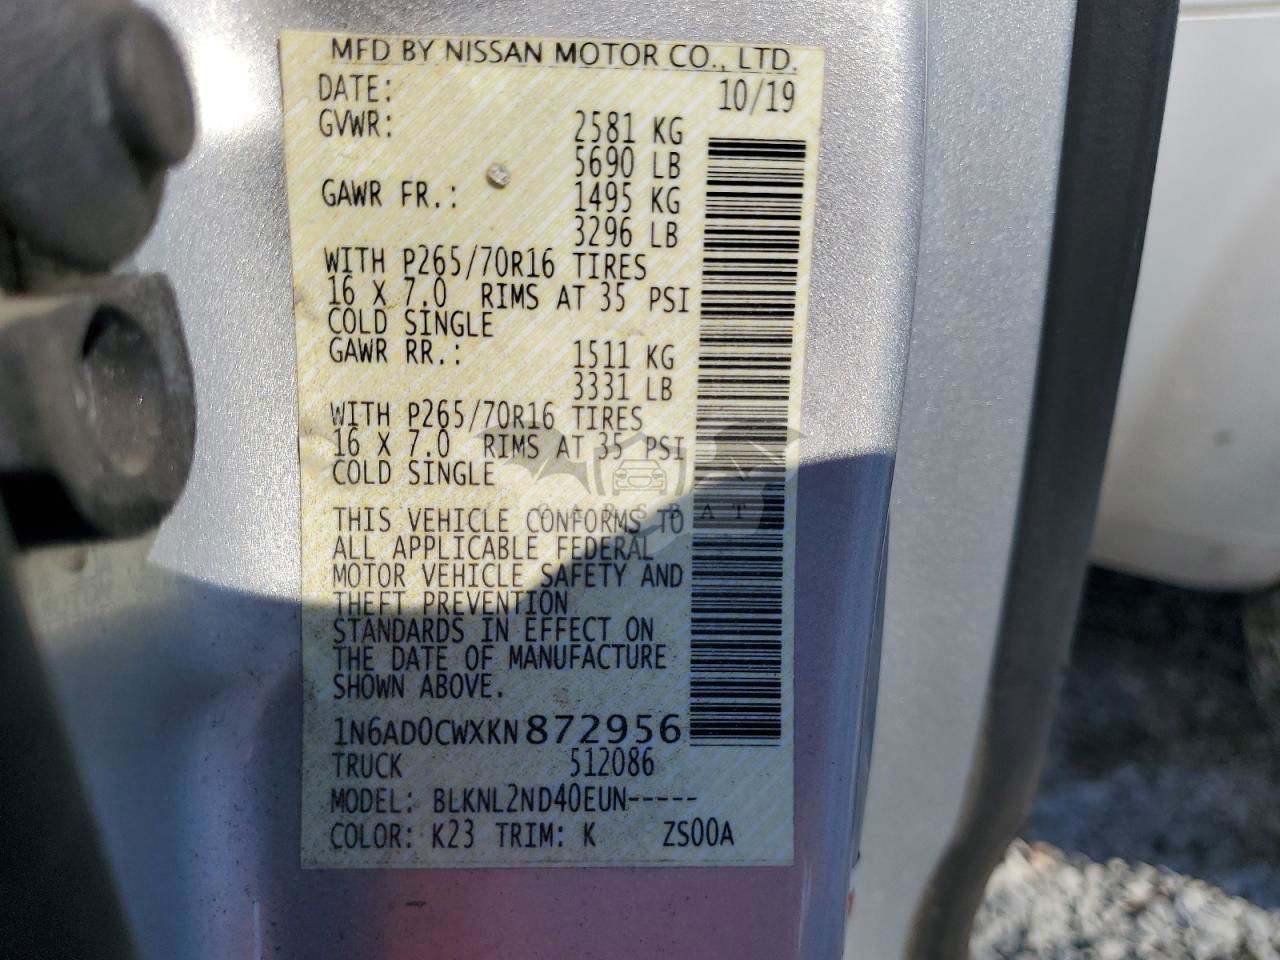 MFD BY NISSAN MOTOR CO., LTD.
DATE: 10/19
GVWR: 2581 KG
5690 LB
GAWR FR.: 1495 KG
3296 LB
WITH P265/70R16 TIRES
16 X 7.0 RIMS AT 35 PSI
COLD SINGLE
GAWR RR.: 1511 KG
3331 LB
WITH P265/70R16 TIRES
16 X 7.0 RIMS AT 35 PSI
COLD SINGLE
CARSBAT
THIS VEHICLE CONFORMS TO
ALL APPLICABLE FEDERAL
MOTOR VEHICLE SAFETY AND
THEFT PREVENTION
STANDARDS IN EFFECT ON
THE DATE OF MANUFACTURE
SHOWN ABOVE.
1N6AD0CWXKN872956
TRUCK 512086
MODEL: BLKNL2ND40EUN-----
COLOR: K23 TRIM: K ZS00A